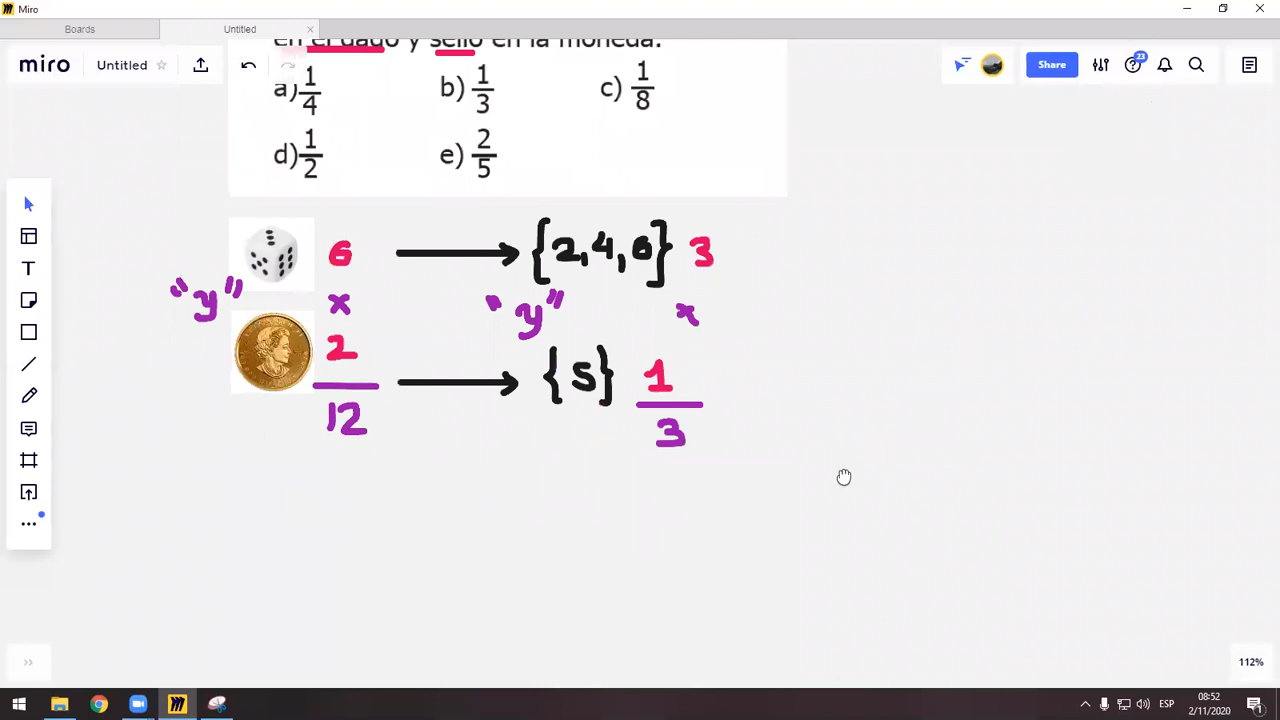 Miro
Boards
Untitled
miro
Untitled
Share
23
en el dado y sello en la moneda.
a) 1/4 b) 1/3 c) 1/8
d) 1/2 e) 2/5
6 {2,4,6} 3
"y" x "y" x
2 {S} 1
12 3
T
112%
08:52
ESP
2/11/2020
1